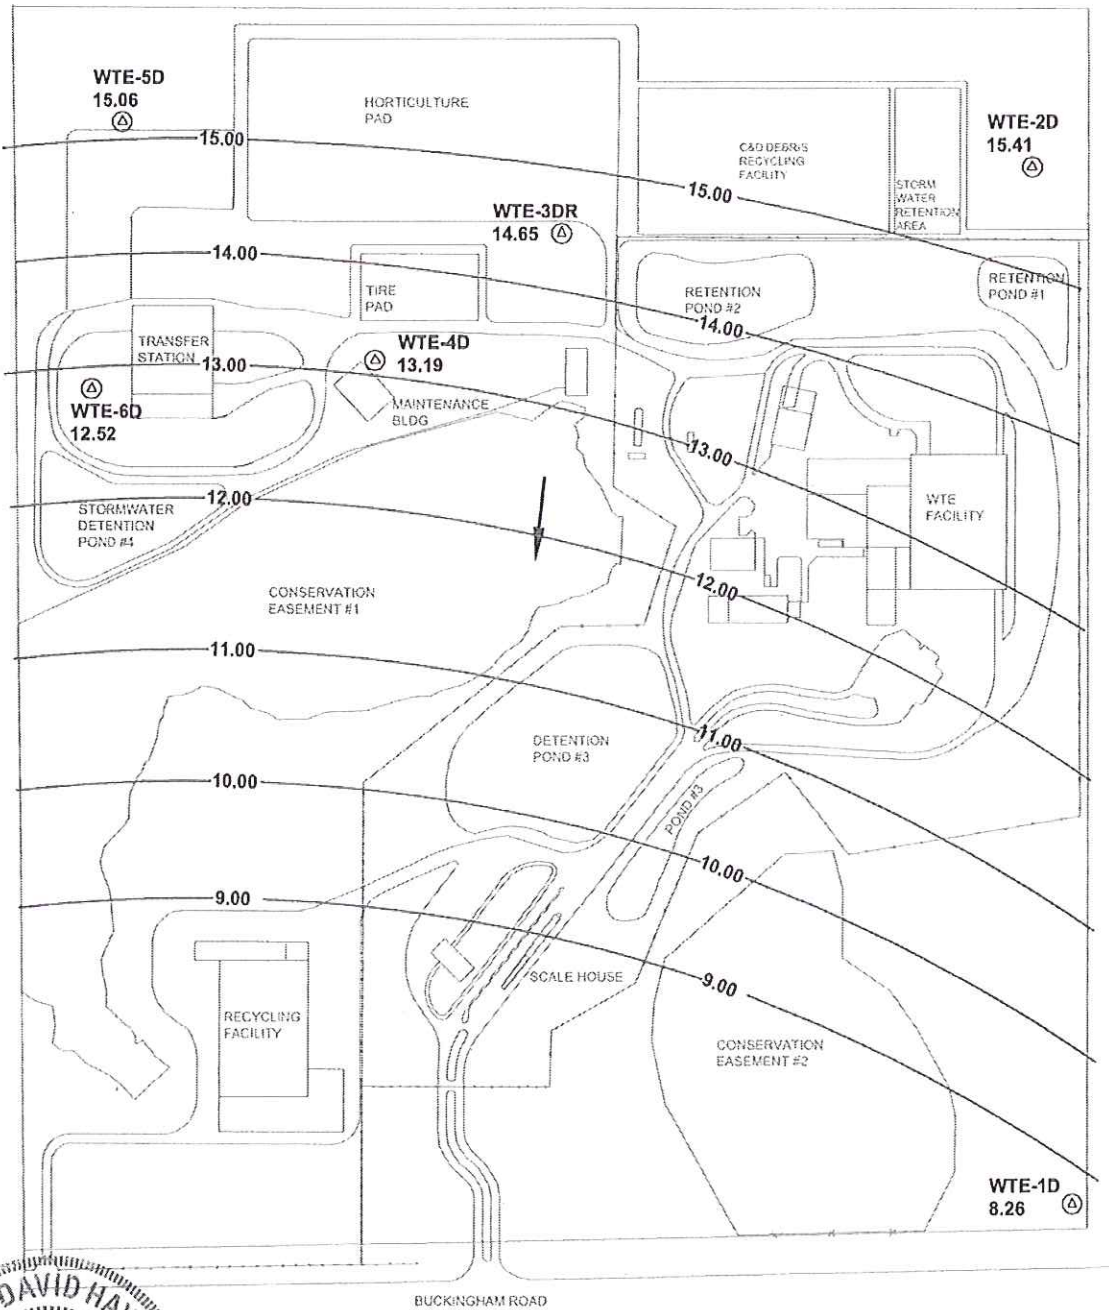 WTE-5D
15.06
HORTICULTURE
PAD
WTE-2D
15.41
15.00
C&D DEBRIS
RECYCLING
FACILITY
15.00
STORM
WATER
RETENTION
AREA
WTE-3DR
14.65
14.00
TIRE
PAD
RETENTION
POND #2
RETENTION
POND #1
14.00
TRANSFER
STATION
WTE-4D
13.19
13.00
WTE-6D
12.52
MAINTENANCE
BLDG
13.00
WTE
FACILITY
12.00
STORMWATER
DETENTION
POND #4
12.00
CONSERVATION
EASEMENT #1
11.00
11.00
DETENTION
POND #3
10.00
POND #3
10.00
9.00
9.00
SCALE HOUSE
RECYCLING
FACILITY
CONSERVATION
EASEMENT #2
WTE-1D
8.26
DAVID HA
BUCKINGHAM ROAD